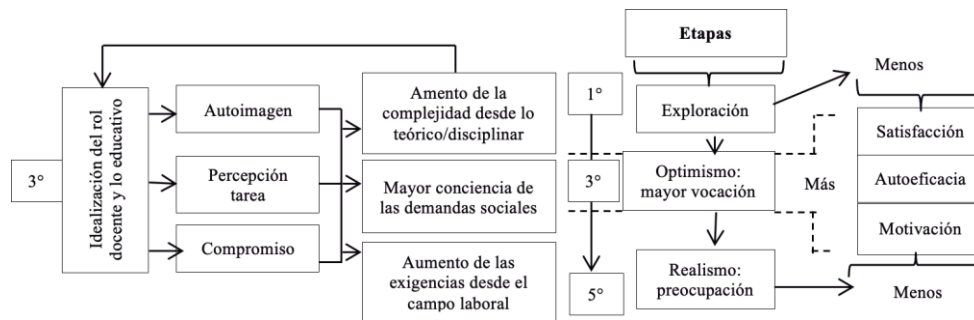 3°
Idealización del rol
docente y lo educativo
Autoimagen
Percepción
tarea
Compromiso
Amento de la
complejidad desde lo
teórico/disciplinar
Mayor conciencia de
las demandas sociales
Aumento de las
exigencias desde el
campo laboral
1°
3°
5°
Etapas
Exploración
Optimismo:
mayor vocación
Realismo:
preocupación
Menos
Más
Satisfacción
Autoeficacia
Motivación
Menos